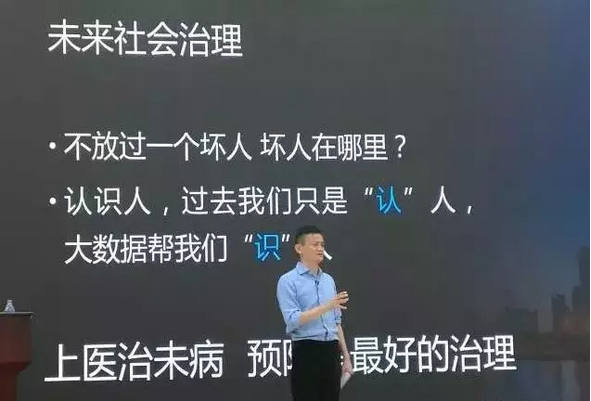 未来社会治理
• 不放过一个坏人 坏人在哪里？
• 认识人，过去我们只是“认”人，
大数据帮我们“识”人
上医治未病 预防 最好的治理